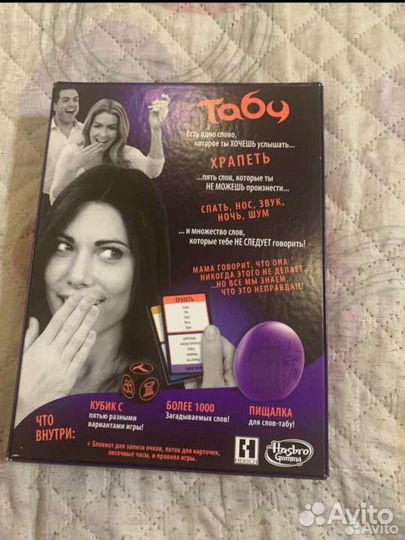 Табу
Есть одно слово,
которое ты ХОЧЕШЬ услышать...
ХРАПЕТЬ
...пять слов, которые ты
НЕ МОЖЕШЬ произнести...
СПАТЬ, НОС, ЗВУК,
НОЧЬ, ШУМ
... и множество слов,
которые тебе НЕ СЛЕДУЕТ говорить!
МАМА ГОВОРИТ, ЧТО ОНА
НИКОГДА ЭТОГО НЕ ДЕЛАЕТ
...НО ВСЕ МЫ ЗНАЕМ,
ЧТО ЭТО НЕПРАВДА!!!
ХРАПЕТЬ
ЧТО
ВНУТРИ:
КУБИК С
пятью разными
вариантами игры!
БОЛЕЕ 1000
Загадываемых слов!
ПИЩАЛКА
для слов-табу!
+ Блокнот для записи очков, лоток для карточек,
песочные часы, и правила игры.
Hasbro
Gaming
Avito